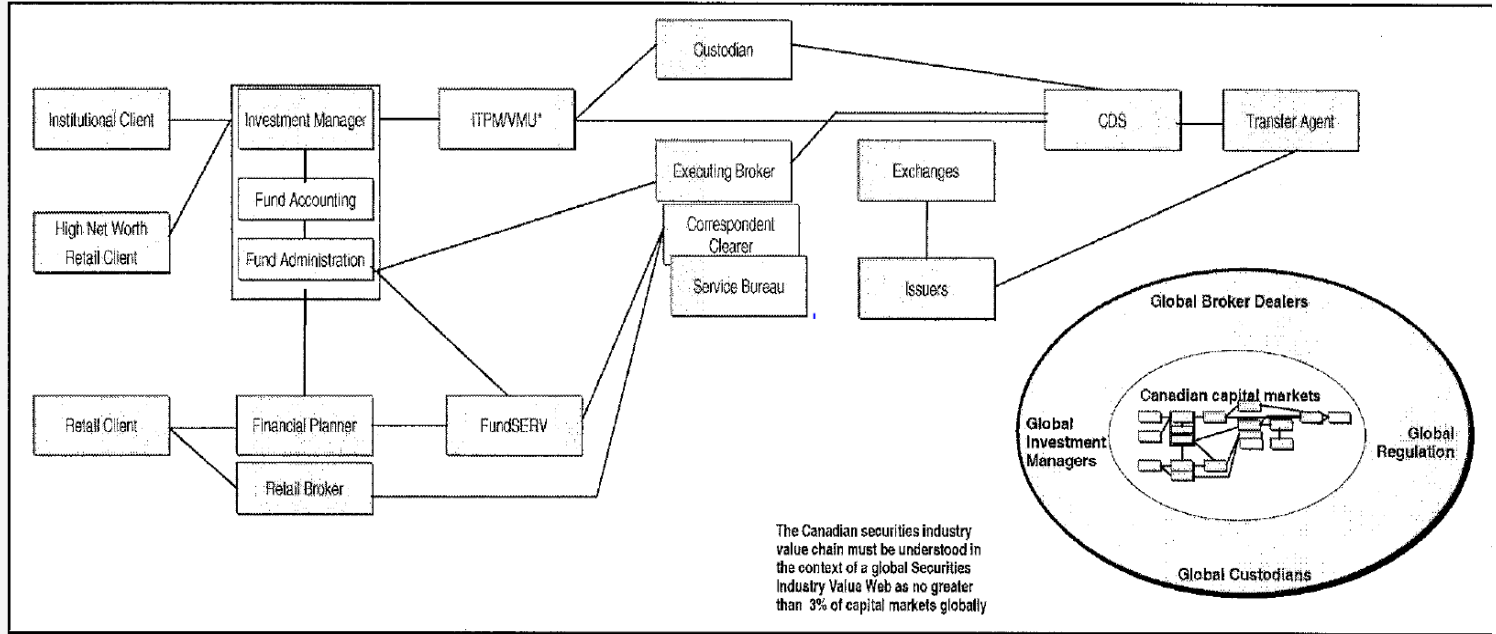 Custodian
Institutional Client
Investment Manager
ITPM/VMU*
CDS
Transfer Agent
Executing Broker
Exchanges
Fund Accounting
High Net Worth
Retail Client
Correspondent
Clearer
Fund Administration
Service Bureau
Issuers
Retail Client
Financial Planner
FundSERV
Retail Broker
Global Broker Dealers
Canadian capital markets
Global
Investment
Managers
Global
Regulation
Global Custodians
The Canadian securities industry
value chain must be understood in
the context of a global Securities
Industry Value Web as no greater
than 3% of capital markets globally